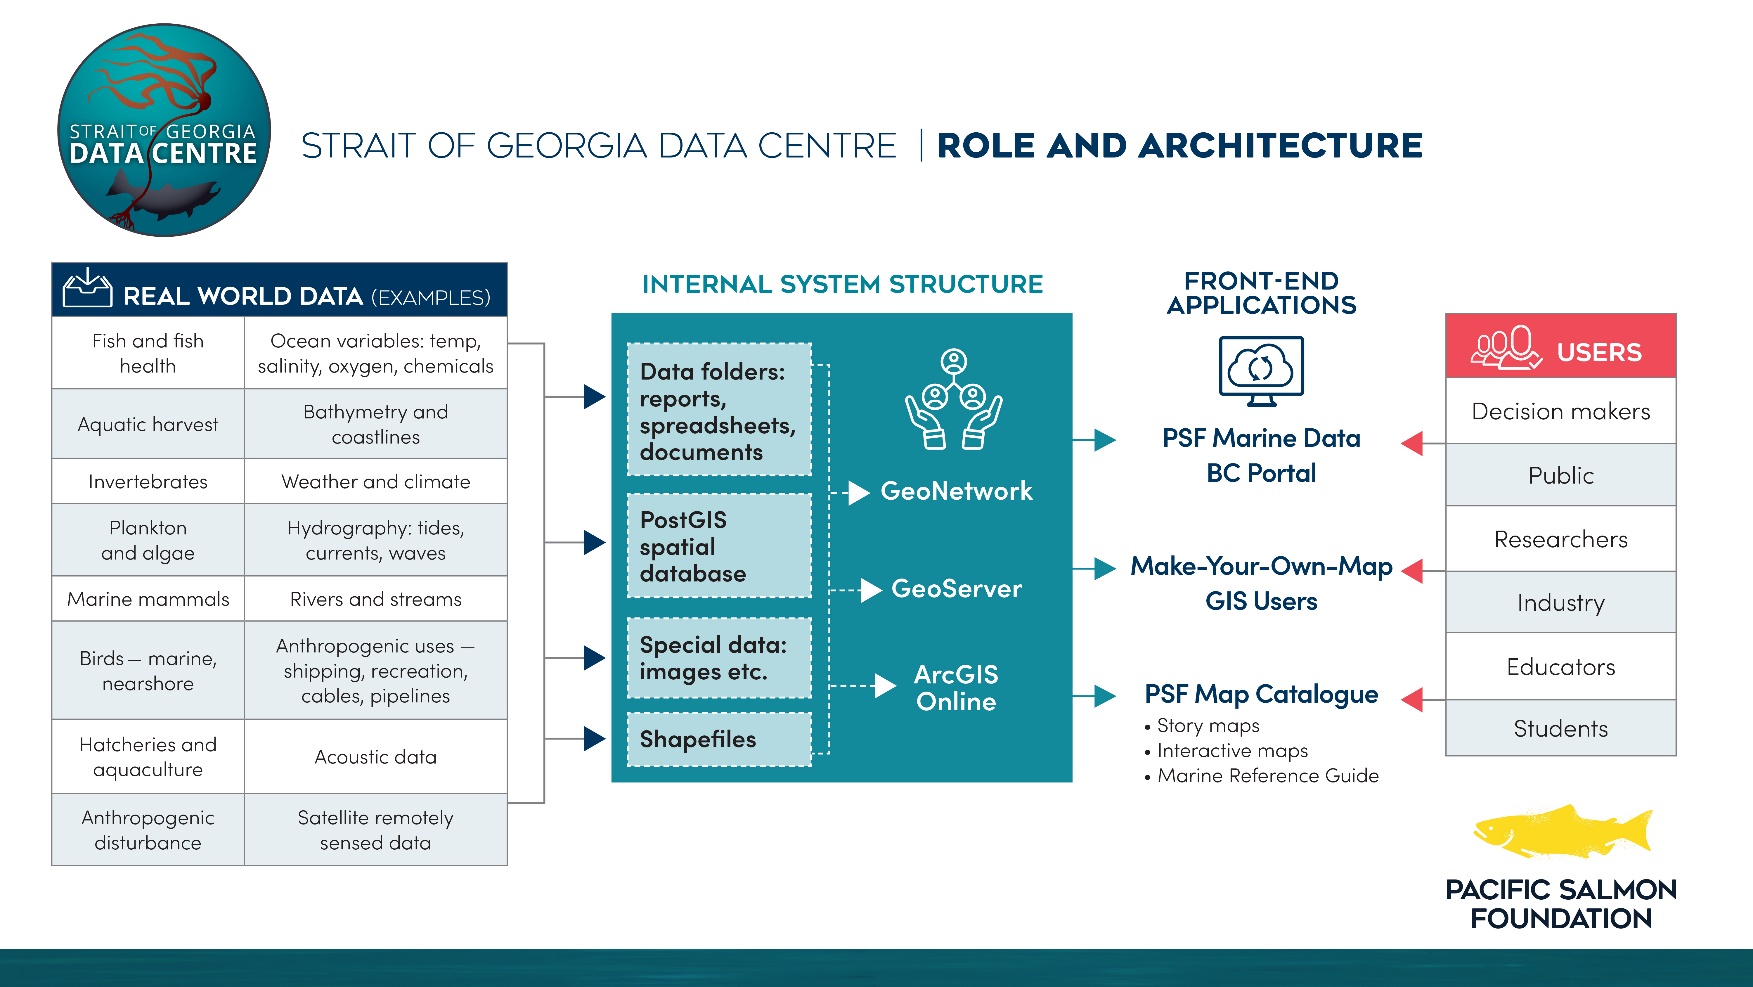 STRAIT OF GEORGIA
DATA CENTRE
STRAIT OF GEORGIA DATA CENTRE | ROLE AND ARCHITECTURE
REAL WORLD DATA (EXAMPLES)
Fish and fish
health
Ocean variables: temp,
salinity, oxygen, chemicals
Aquatic harvest
Bathymetry and
coastlines
Invertebrates
Weather and climate
Plankton
and algae
Hydrography: tides,
currents, waves
Marine mammals
Rivers and streams
Birds — marine,
nearshore
Anthropogenic uses —
shipping, recreation,
cables, pipelines
Hatcheries and
aquaculture
Acoustic data
Anthropogenic
disturbance
Satellite remotely
sensed data
INTERNAL SYSTEM STRUCTURE
Data folders:
reports,
spreadsheets,
documents
PostGIS
spatial
database
Special data:
images etc.
Shapefiles
GeoNetwork
GeoServer
ArcGIS
Online
FRONT-END
APPLICATIONS
PSF Marine Data
BC Portal
Make-Your-Own-Map
GIS Users
PSF Map Catalogue
• Story maps
• Interactive maps
• Marine Reference Guide
USERS
Decision makers
Public
Researchers
Industry
Educators
Students
PACIFIC SALMON
FOUNDATION